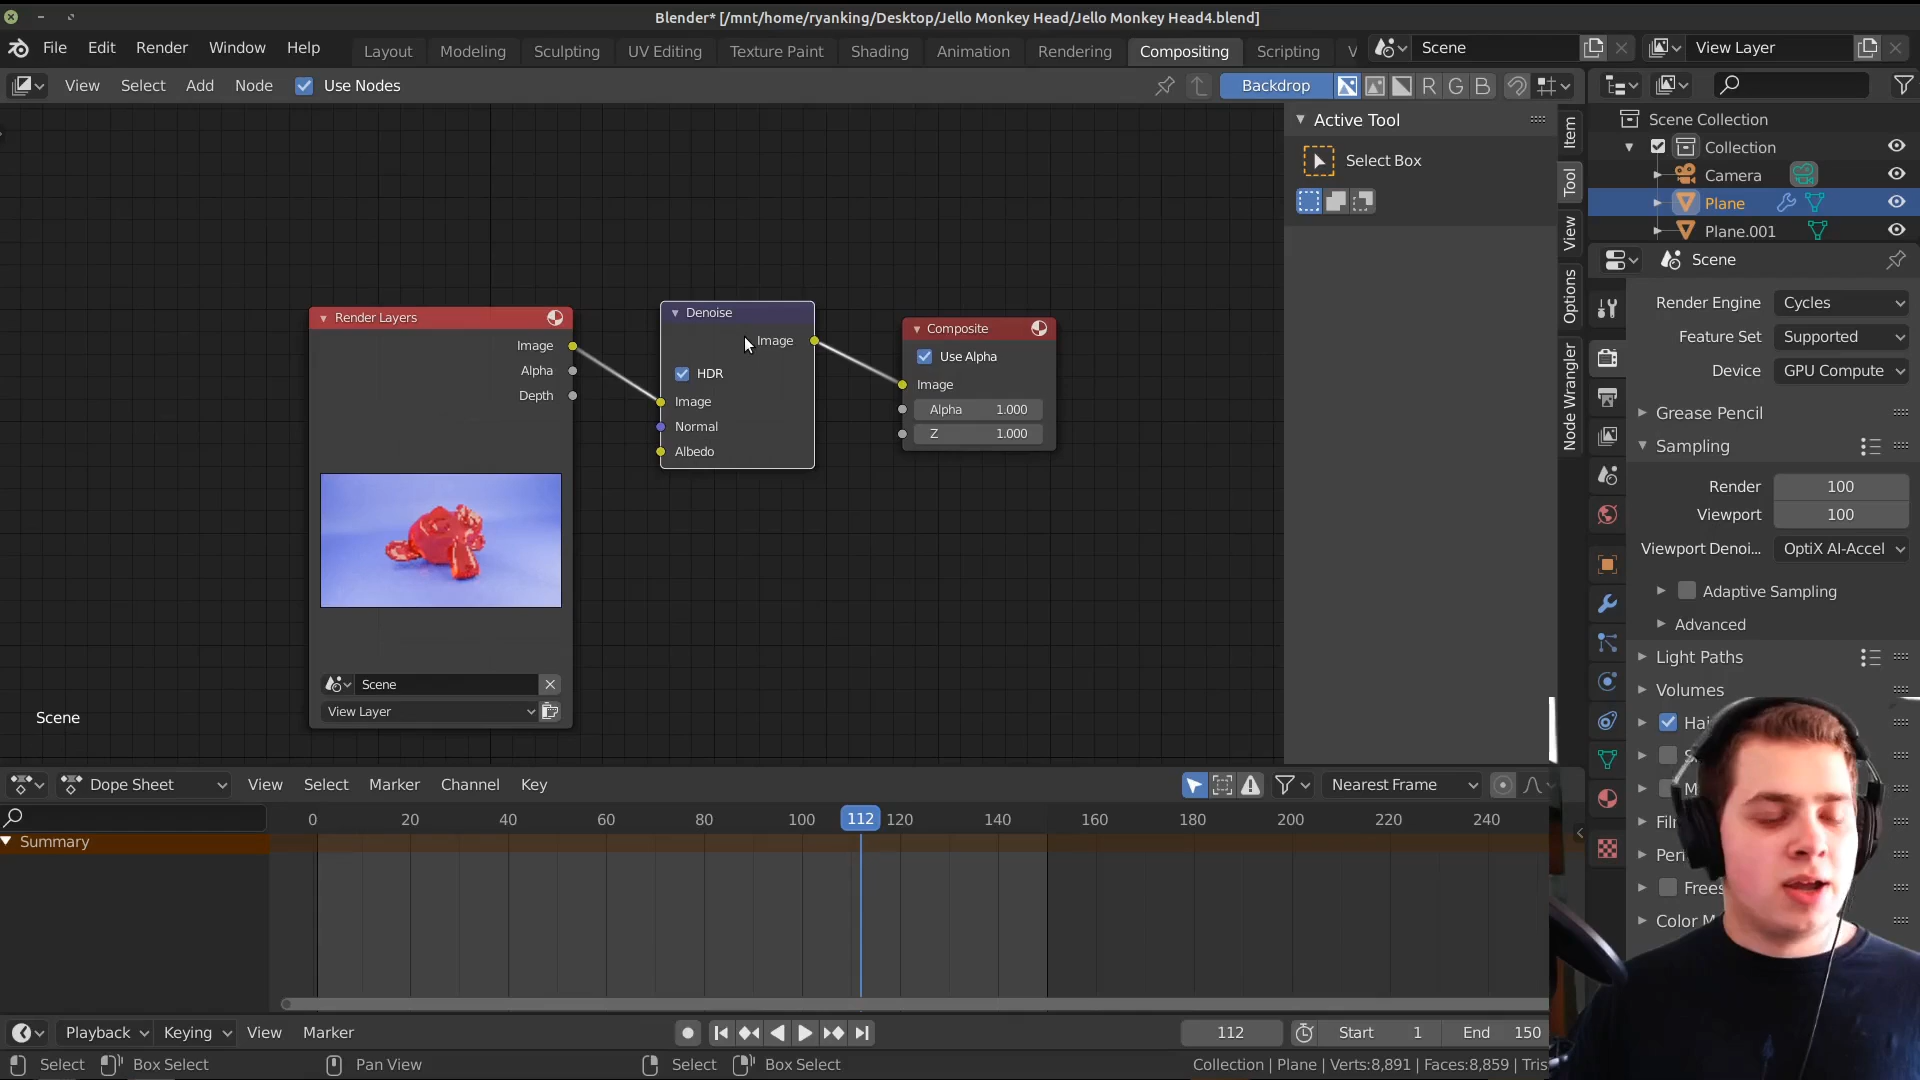 Blender* [/mnt/home/ryanking/Desktop/Jello Monkey Head/Jello Monkey Head4.blend]
File Edit Render Window Help Layout Modeling Sculpting UV Editing Texture Paint Shading Animation Rendering Compositing Scripting V Scene View Layer
View Select Add Node Use Nodes Backdrop R G B
Active Tool
Select Box
Item
Tool
View
Options
Node Wrangler
Scene Collection
Collection
Camera
Plane
Plane.001
Scene
Render Engine Cycles
Feature Set Supported
Device GPU Compute
Grease Pencil
Sampling
Render 100
Viewport 100
Viewport Denoi... OptiX AI-Accel
Adaptive Sampling
Advanced
Light Paths
Volumes
Hai
S
M
Fil
Per
Frees
Color M
Render Layers
Image
Alpha
Depth
Scene
View Layer
Denoise
Image
HDR
Image
Normal
Albedo
Composite
Use Alpha
Image
Alpha 1.000
Z 1.000
Scene
Dope Sheet View Select Marker Channel Key Nearest Frame
0 20 40 60 80 100 112 120 140 160 180 200 220 240
Summary
Playback Keying View Marker 112 Start 1 End 150
Select Box Select Pan View Select Box Select Collection | Plane | Verts:8,891 | Faces:8,859 | Tris